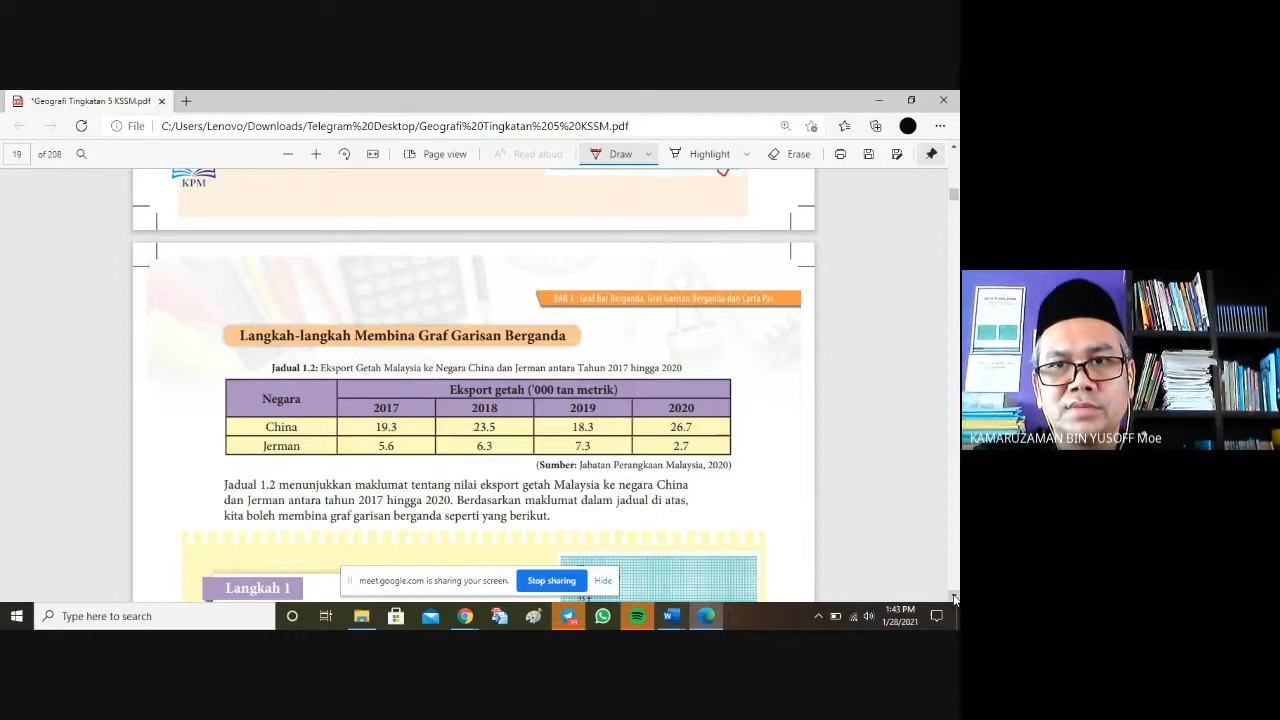 *Geografi Tingkatan 5 KSSM.pdf
File C:/Users/Lenovo/Downloads/Telegram%20Desktop/Geografi%20Tingkatan%205%20KSSM.pdf
19 of 208 Page view Read aloud Draw Highlight Erase
KPM
BAB 1 : Graf Bar Berganda, Graf Garisan Berganda dan Carta Pai
Langkah-langkah Membina Graf Garisan Berganda
Jadual 1.2: Eksport Getah Malaysia ke Negara China dan Jerman antara Tahun 2017 hingga 2020
Negara Eksport getah ('000 tan metrik)
2017 2018 2019 2020
China 19.3 23.5 18.3 26.7
Jerman 5.6 6.3 7.3 2.7
(Sumber: Jabatan Perangkaan Malaysia, 2020)
Jadual 1.2 menunjukkan maklumat tentang nilai eksport getah Malaysia ke negara China
dan Jerman antara tahun 2017 hingga 2020. Berdasarkan maklumat dalam jadual di atas,
kita boleh membina graf garisan berganda seperti yang berikut.
Langkah 1
meet.google.com is sharing your screen. Stop sharing Hide
Type here to search
1:43 PM
1/28/2021
KAMARUZAMAN BIN YUSOFF Moe